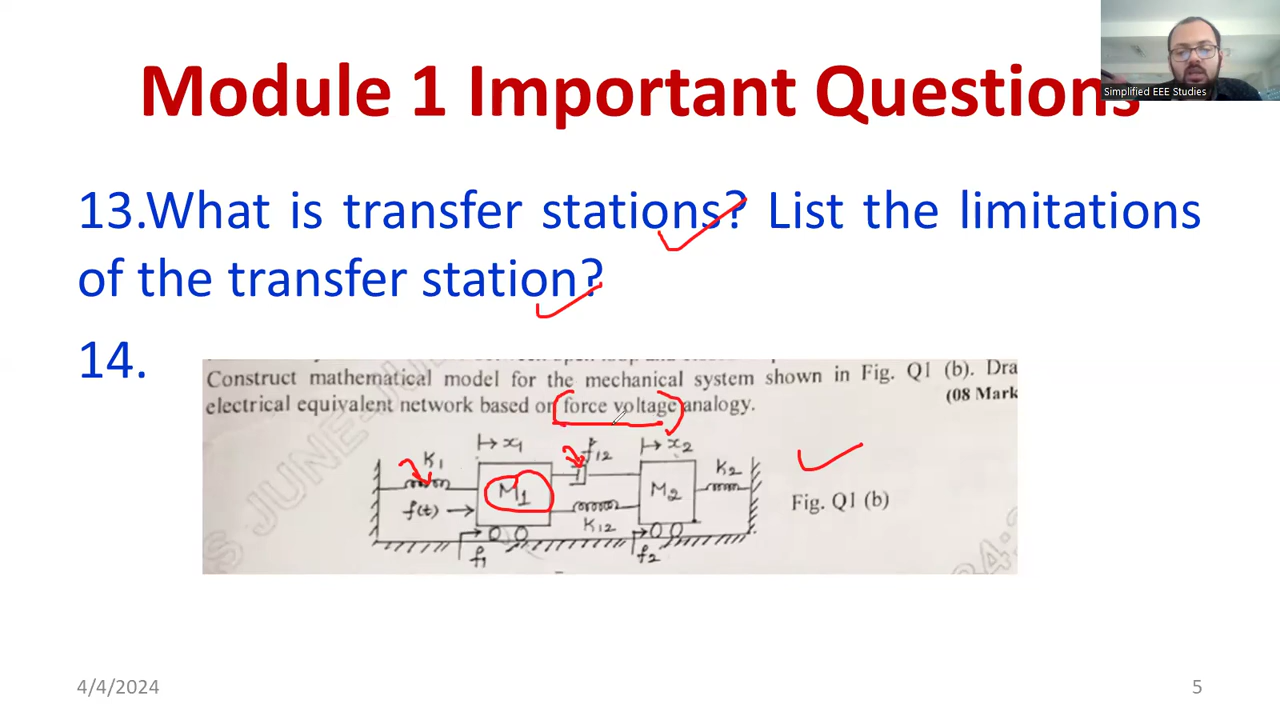 Module 1 Important Questions
Simplified EEE Studies
13.What is transfer stations? List the limitations
of the transfer station?
14.
Construct mathematical model for the mechanical system shown in Fig. Q1 (b). Dra
electrical equivalent network based on force voltage analogy.
(08 Mark
x1
f12
x2
K1
K2
M1
M2
f(t)
K12
Fig. Q1 (b)
f1
f2
4/4/2024
5